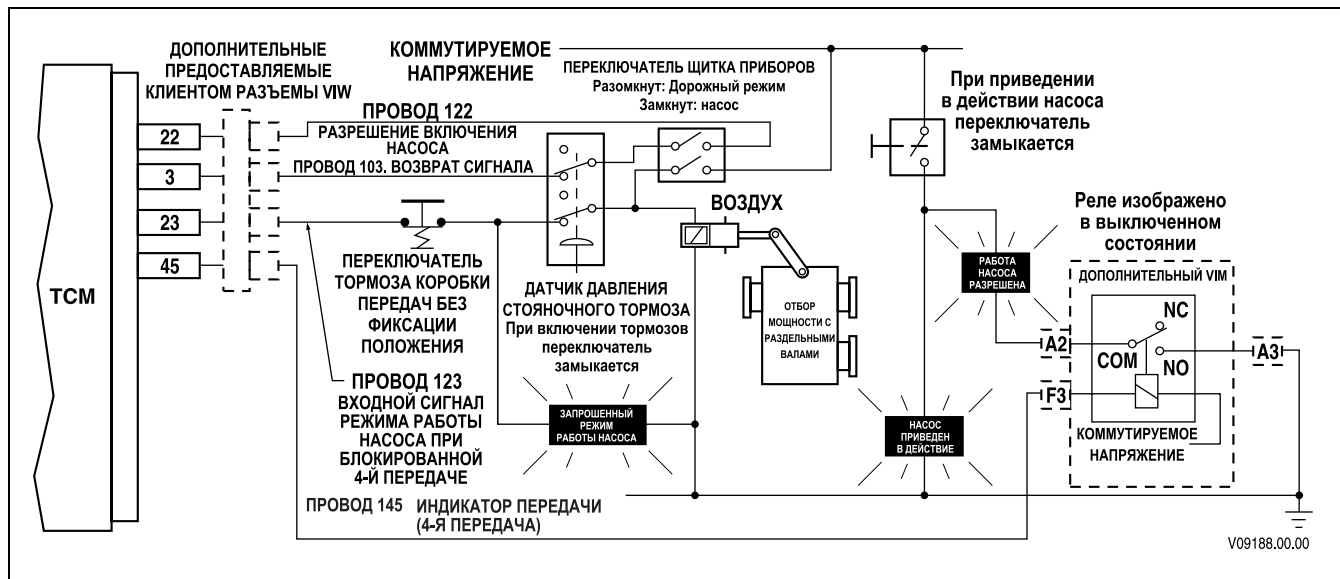 ДОПОЛНИТЕЛЬНЫЕ
ПРЕДОСТАВЛЯЕМЫЕ
КЛИЕНТОМ РАЗЪЕМЫ VIW
КОММУТИРУЕМОЕ
НАПРЯЖЕНИЕ
ПЕРЕКЛЮЧАТЕЛЬ ЩИТКА ПРИБОРОВ
Разомкнут: Дорожный режим
Замкнут: насос
При приведении
в действии насоса
переключатель
замыкается
ПРОВОД 122
РАЗРЕШЕНИЕ ВКЛЮЧЕНИЯ
НАСОСА
ПРОВОД 103. ВОЗВРАТ СИГНАЛА
22
3
23
45
TCM
ВОЗДУХ
Реле изображено
в выключенном
состоянии
ПЕРЕКЛЮЧАТЕЛЬ
ТОРМОЗА КОРОБКИ
ПЕРЕДАЧ БЕЗ
ФИКСАЦИИ
ПОЛОЖЕНИЯ
ДАТЧИК ДАВЛЕНИЯ
СТОЯНОЧНОГО ТОРМОЗА
При включении тормозов
переключатель
замыкается
ОТБОР
МОЩНОСТИ С
РАЗДЕЛЬНЫМИ
ВАЛАМИ
РАБОТА
НАСОСА
РАЗРЕШЕНА
ДОПОЛНИТЕЛЬНЫЙ VIM
NC
COM
NO
A2
A3
F3
КОММУТИРУЕМОЕ
НАПРЯЖЕНИЕ
ПРОВОД 123
ВХОДНОЙ СИГНАЛ
РЕЖИМА РАБОТЫ
НАСОСА ПРИ
БЛОКИРОВАННОЙ
4-Й ПЕРЕДАЧЕ
ЗАПРОШЕННЫЙ
РЕЖИМ
РАБОТЫ НАСОСА
НАСОС
ПРИВЕДЕН
В ДЕЙСТВИЕ
ПРОВОД 145 ИНДИКАТОР ПЕРЕДАЧИ
(4-Я ПЕРЕДАЧА)
V09188.00.00